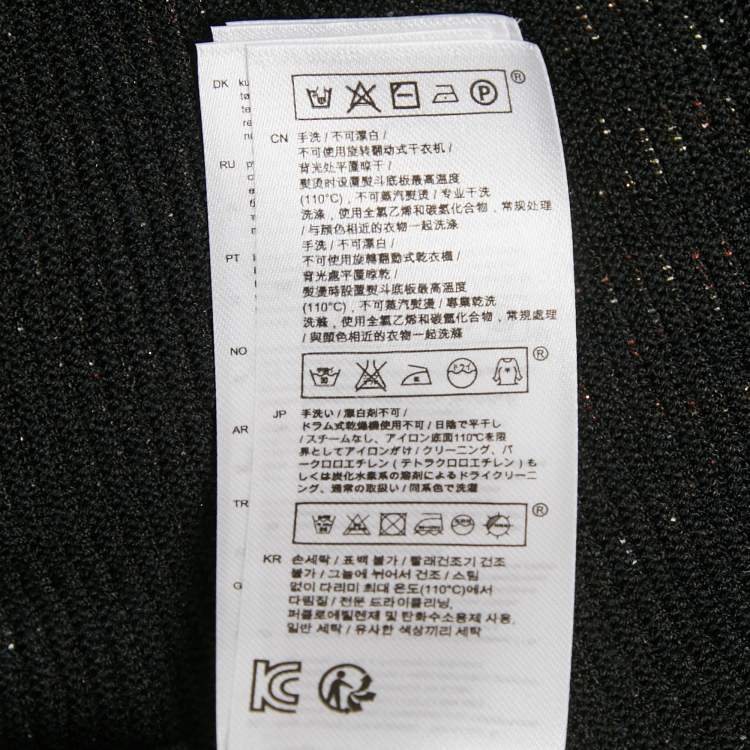 DK ku
tø
te
re
ni
RU
PT
NO
AR
TR
G
P ®
CN 手洗 / 不可漂白 /
不可使用旋转翻动式干衣机 /
背光处平置晾干 /
熨烫时设置熨斗底板最高温度
(110°C), 不可蒸汽熨烫 / 专业干洗
洗涤, 使用全氯乙烯和碳氢化合物, 常规处理
/ 与颜色相近的衣物一起洗涤
手洗 / 不可漂白 /
不可使用旋轉翻動式乾衣機 /
背光處平置晾乾 /
熨燙時設置熨斗底板最高溫度
(110°C), 不可蒸汽熨燙 / 專業乾洗
洗滌, 使用全氯乙烯和碳氫化合物, 常規處理
/ 與顏色相近的衣物一起洗滌
ドライ ®
JP 手洗い / 漂白剤不可 /
ドラム式乾燥機使用不可 / 日陰で平干し
/ スチームなし、アイロン底面110℃を限
界としてアイロンがけ / クリーニング、パ
ークロロエチレン (テトラクロロエチレン) も
しくは炭化水素系の溶剤によるドライクリーニ
ング、通常の取扱い / 同系色で洗濯
®
KR 손세탁 / 표백 불가 / 빨래건조기 건조
불가 / 그늘에 뉘어서 건조 / 스팀
없이 다리미 최대 온도(110°C)에서
다림질 / 전문 드라이클리닝,
퍼클로에틸렌제 및 탄화수소용제 사용,
일반 세탁 / 유사한 색상끼리 세탁
KC